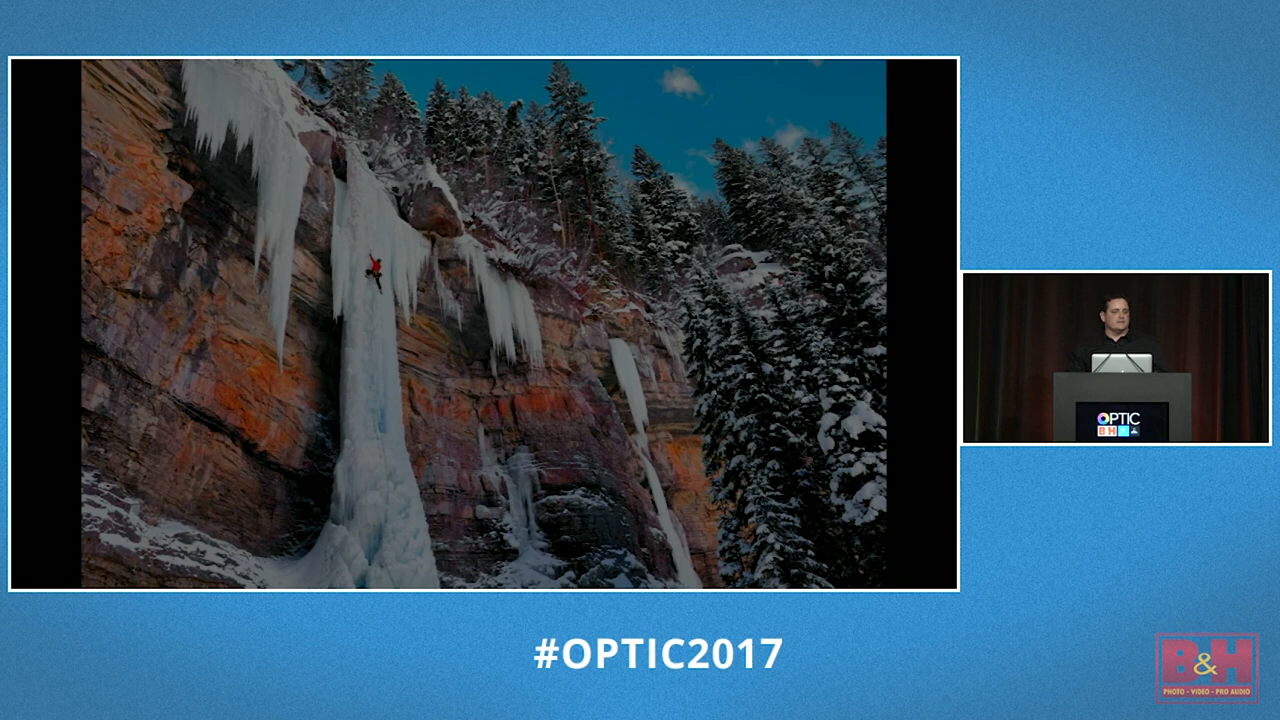 OPTIC
B H
#OPTIC2017
B&H
PHOTO - VIDEO - PRO AUDIO